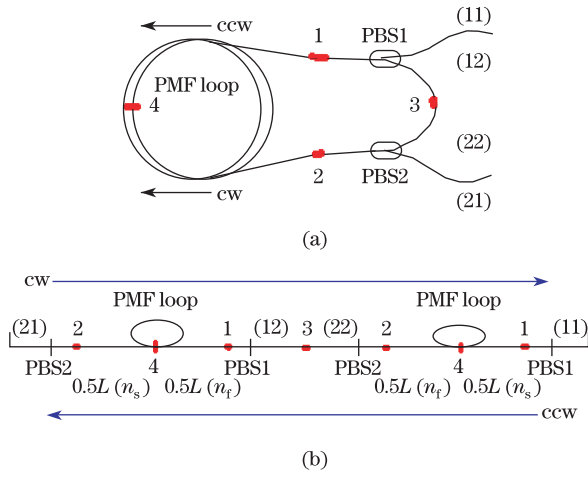 ccw
1
PBS1
(11)
(12)
PMF loop
4
3
(22)
cw
2
PBS2
(21)
(a)
cw
PMF loop
PMF loop
(21)
2
1
(12)
3
(22)
2
1
(11)
PBS2
4
PBS1
PBS2
4
PBS1
0.5L (nₛ)
0.5L (n_f)
0.5L (n_f)
0.5L (nₛ)
ccw
(b)